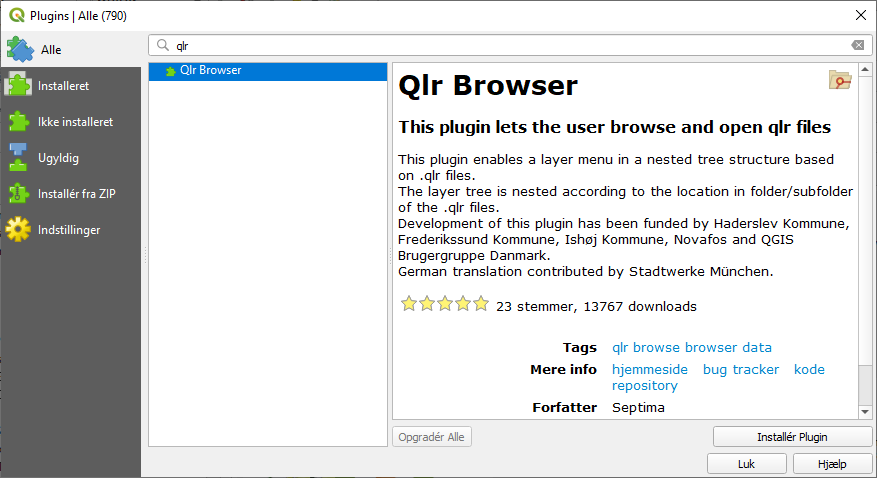 Plugins | Alle (790)
Alle
Installeret
Ikke installeret
Ugyldig
Installér fra ZIP
Indstillinger
qlr
Qlr Browser
Qlr Browser
This plugin lets the user browse and open qlr files
This plugin enables a layer menu in a nested tree structure based
on .qlr files.
The layer tree is nested according to the location in folder/subfolder
of the .qlr files.
Development of this plugin has been funded by Haderslev Kommune,
Frederikssund Kommune, Ishøj Kommune, Novafos and QGIS
Brugergruppe Danmark.
German translation contributed by Stadtwerke München.
23 stemmer, 13767 downloads
Tags qlr browse browser data
Mere info hjemmeside bug tracker kode
repository
Forfatter Septima
Opgradér Alle
Installér Plugin
Luk
Hjælp